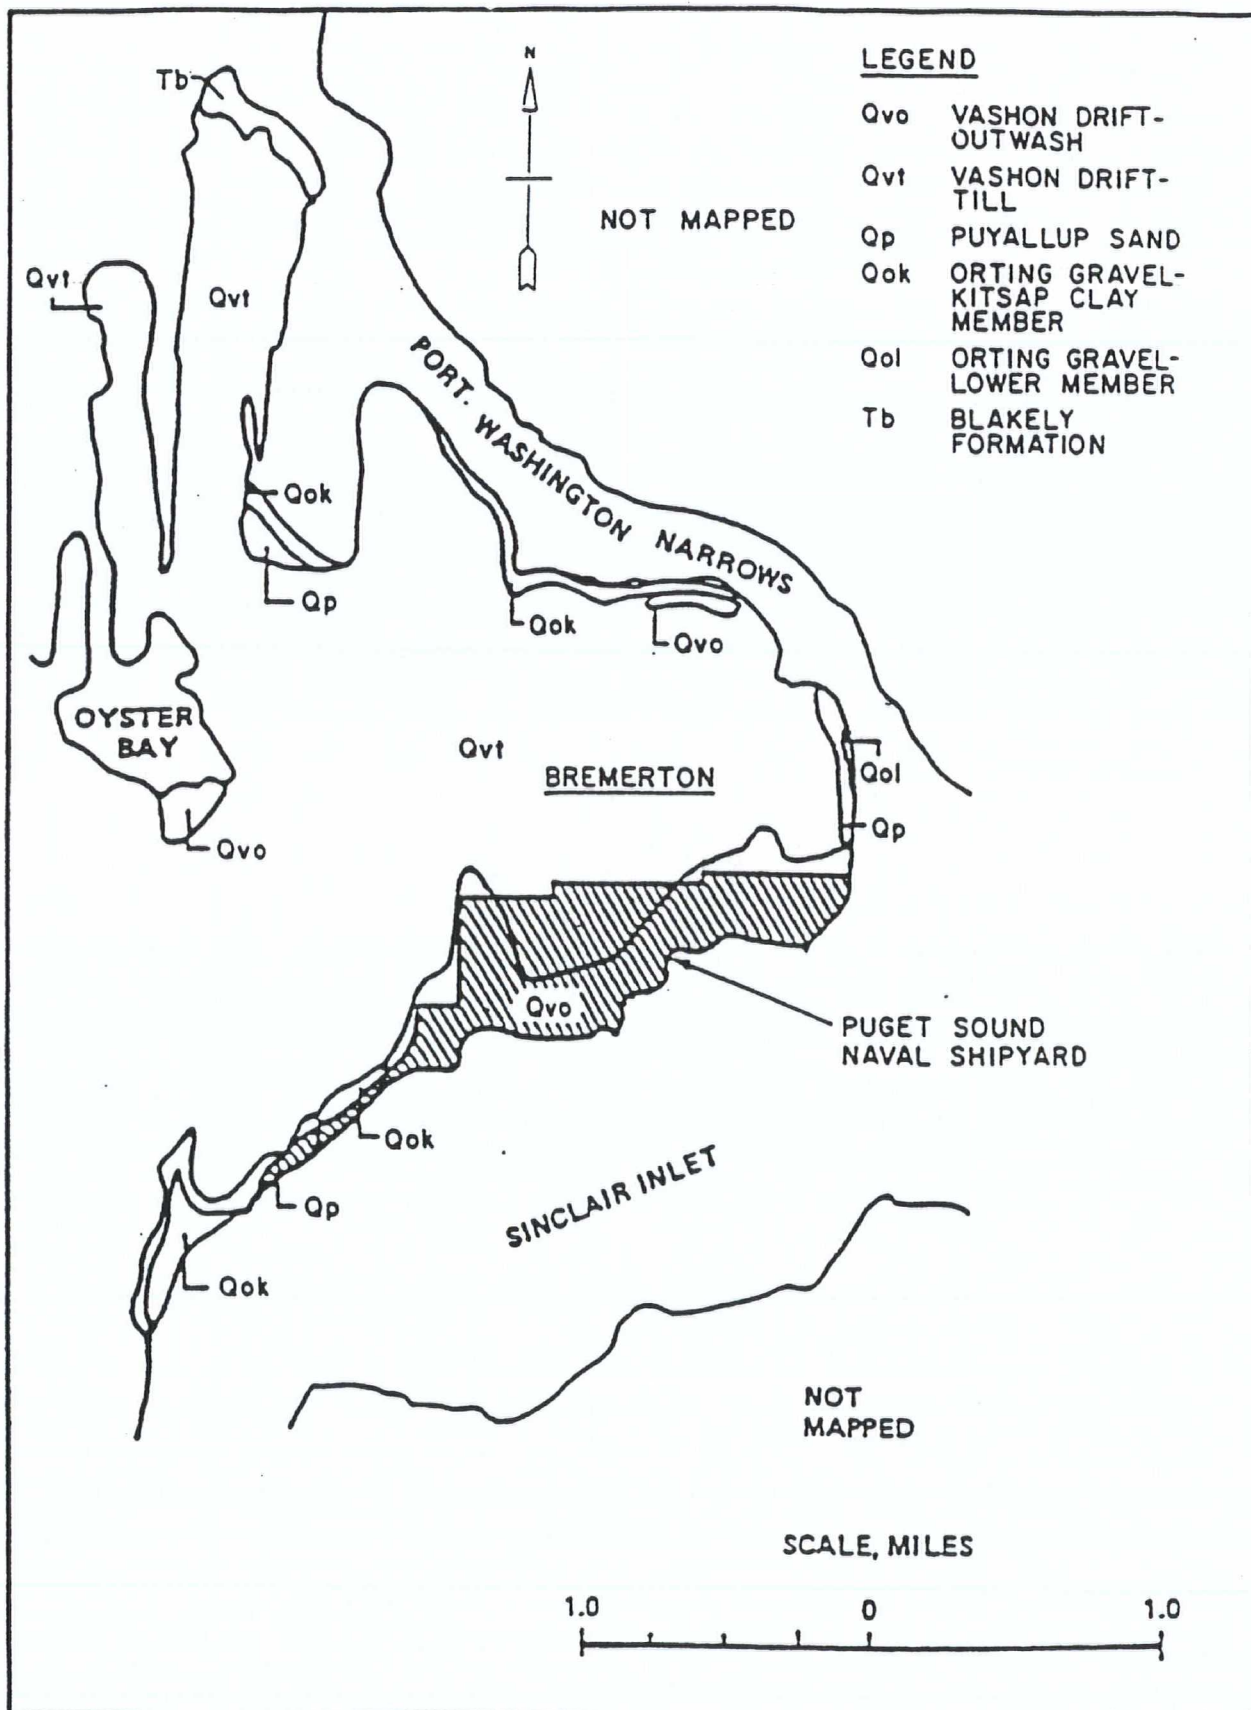 LEGEND
Qvo VASHON DRIFT-
OUTWASH
Qvt VASHON DRIFT-
TILL
Qp PUYALLUP SAND
Qok ORTING GRAVEL-
KITSAP CLAY
MEMBER
Qol ORTING GRAVEL-
LOWER MEMBER
Tb BLAKELY
FORMATION
N
NOT MAPPED
Tb
Qvt
Qvt
PORT. WASHINGTON NARROWS
Qok
Qp
Qok
Qvo
OYSTER
BAY
Qvt
BREMERTON
Qol
Qp
Qvo
Qvo
PUGET SOUND
NAVAL SHIPYARD
Qok
Qp
SINCLAIR INLET
Qok
NOT
MAPPED
SCALE, MILES
1.0 0 1.0